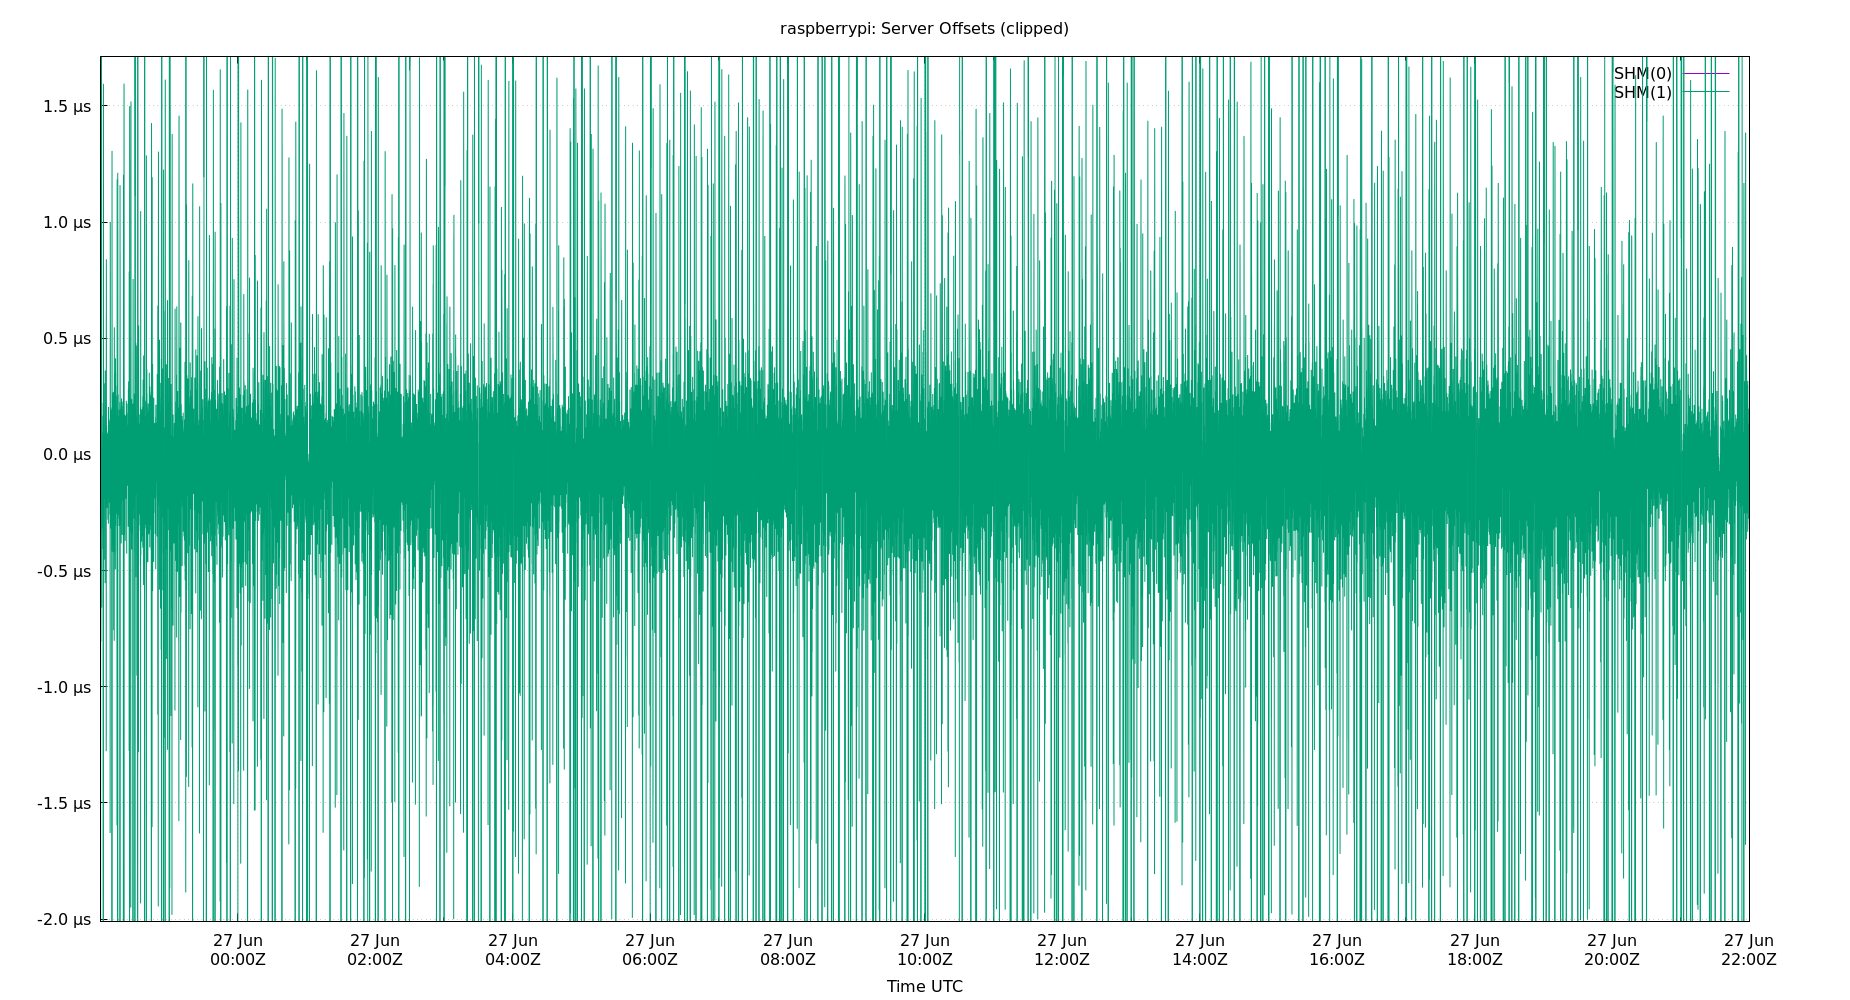 raspberrypi: Server Offsets (clipped)
SHM(0)
SHM(1)
1.5 µs
1.0 µs
0.5 µs
0.0 µs
-0.5 µs
-1.0 µs
-1.5 µs
-2.0 µs
27 Jun 27 Jun 27 Jun 27 Jun 27 Jun 27 Jun 27 Jun 27 Jun 27 Jun 27 Jun 27 Jun 27 Jun
00:00Z 02:00Z 04:00Z 06:00Z 08:00Z 10:00Z 12:00Z 14:00Z 16:00Z 18:00Z 20:00Z 22:00Z
Time UTC